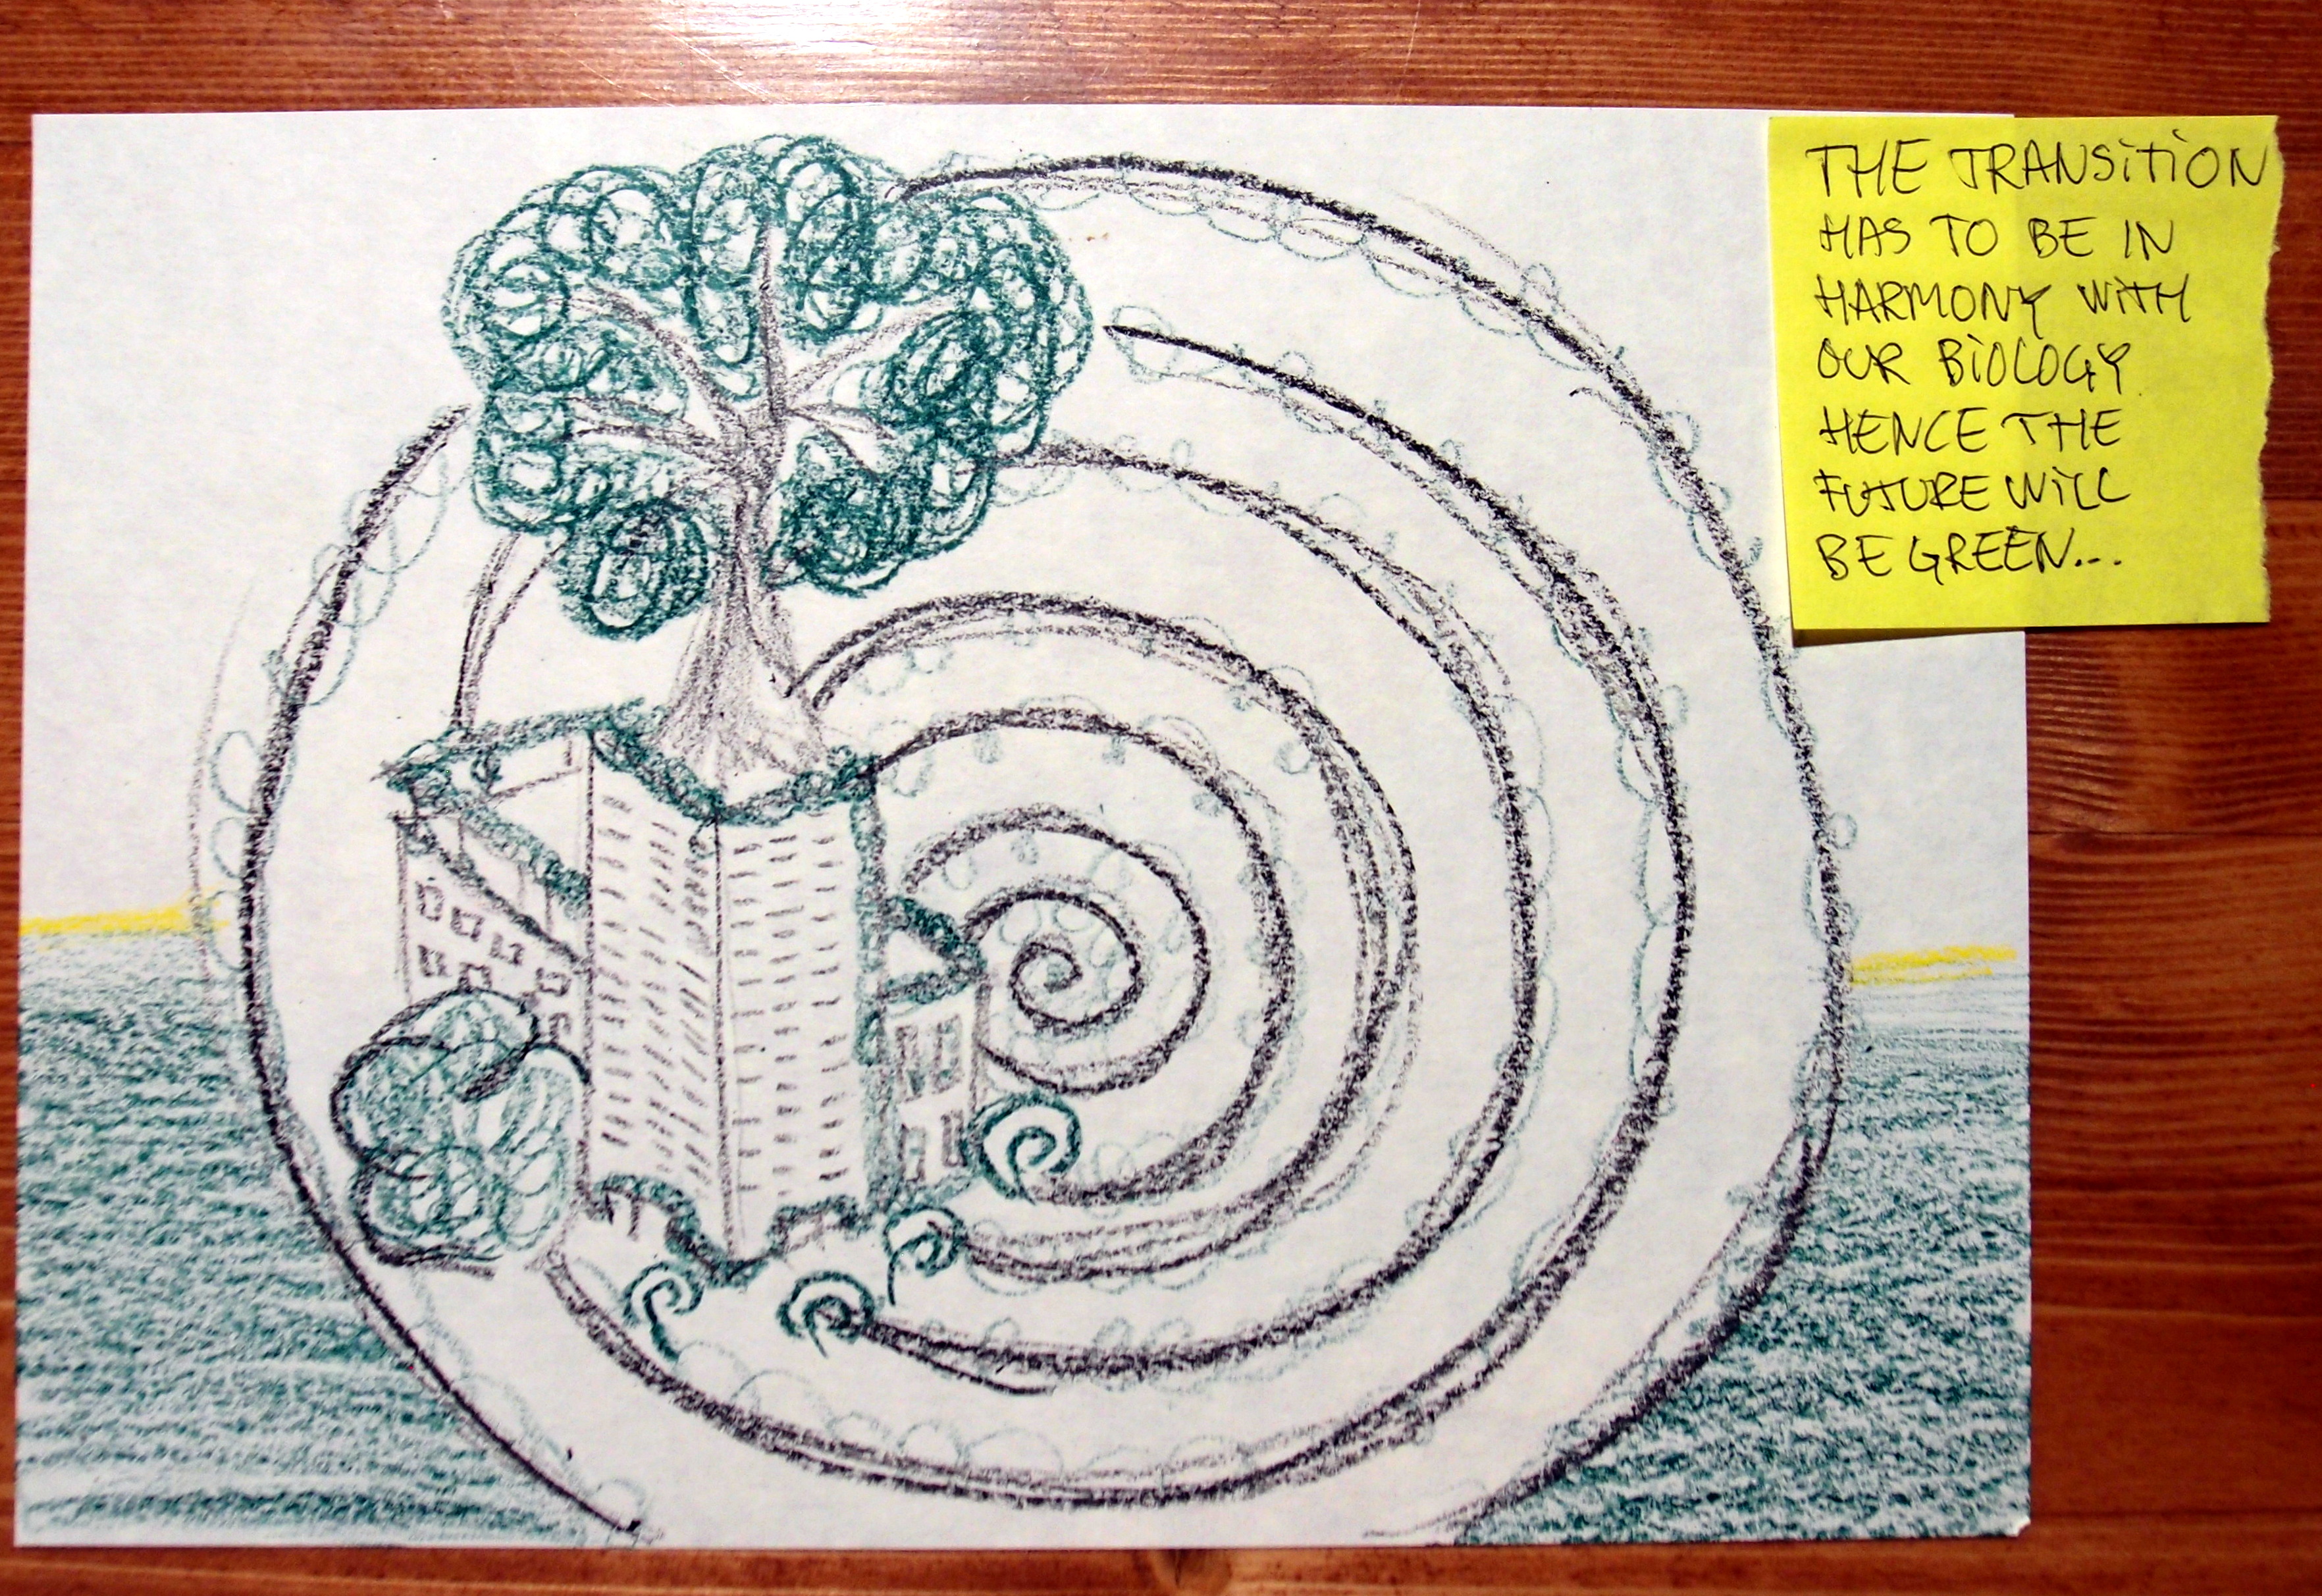 THE TRANSITION
HAS TO BE IN
HARMONY WITH
OUR BIOLOGY
HENCE THE
FUTURE WILL
BE GREEN...